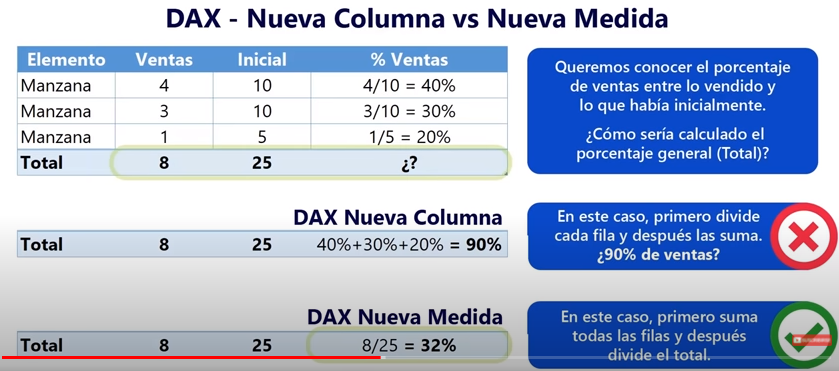 DAX - Nueva Columna vs Nueva Medida
Elemento Ventas Inicial % Ventas
Manzana 4 10 4/10 = 40%
Manzana 3 10 3/10 = 30%
Manzana 1 5 1/5 = 20%
Total 8 25 ¿?
Queremos conocer el porcentaje
de ventas entre lo vendido y
lo que había inicialmente.
¿Cómo sería calculado el
porcentaje general (Total)?
DAX Nueva Columna
Total 8 25 40%+30%+20% = 90%
En este caso, primero divide
cada fila y después las suma.
¿90% de ventas?
DAX Nueva Medida
Total 8 25 8/25 = 32%
En este caso, primero suma
todas las filas y después
divide el total.